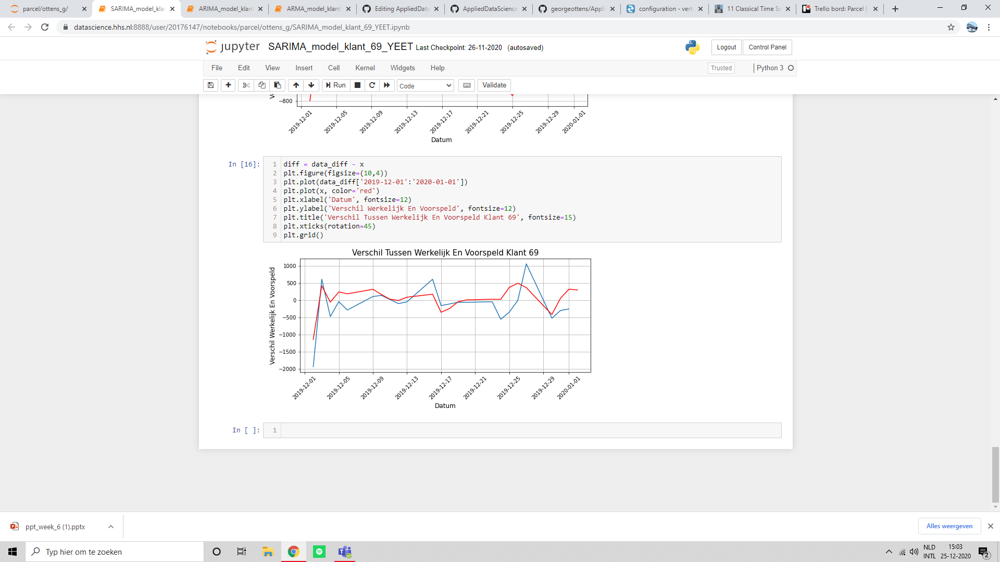 parcel/ottens_g/
SARIMA_model_kla
ARIMA_model_klant
ARMA_model_klant_
Editing AppliedData
AppliedDataScience
georgeottens/Appli
configuration - vert
11 Classical Time Se
Trello bord: Parcel |
datascience.hhs.nl:8888/user/20176147/notebooks/parcel/ottens_g/SARIMA_model_klant_69_YEET.ipynb
jupyter SARIMA_model_klant_69_YEET Last Checkpoint: 26-11-2020 (autosaved)
Logout Control Panel
File Edit View Insert Cell Kernel Widgets Help Trusted Python 3
Run Code Validate
−800
2019-12-01 2019-12-05 2019-12-09 2019-12-13 2019-12-17 2019-12-21 2019-12-25 2019-12-29 2020-01-01
Datum
In [16]:
1 diff = data_diff - x
2 plt.figure(figsize=(10,4))
3 plt.plot(data_diff['2019-12-01':'2020-01-01'])
4 plt.plot(x, color='red')
5 plt.xlabel('Datum', fontsize=12)
6 plt.ylabel('Verschil Werkelijk En Voorspeld', fontsize=12)
7 plt.title('Verschil Tussen Werkelijk En Voorspeld Klant 69', fontsize=15)
8 plt.xticks(rotation=45)
9 plt.grid()
Verschil Tussen Werkelijk En Voorspeld Klant 69
Verschil Werkelijk En Voorspeld
1000
500
0
−500
−1000
−1500
−2000
2019-12-01 2019-12-05 2019-12-09 2019-12-13 2019-12-17 2019-12-21 2019-12-25 2019-12-29 2020-01-01
Datum
In [ ]: 1
ppt_week_6 (1).pptx
Alles weergeven
Typ hier om te zoeken
NLD 15:03
INTL 25-12-2020
2